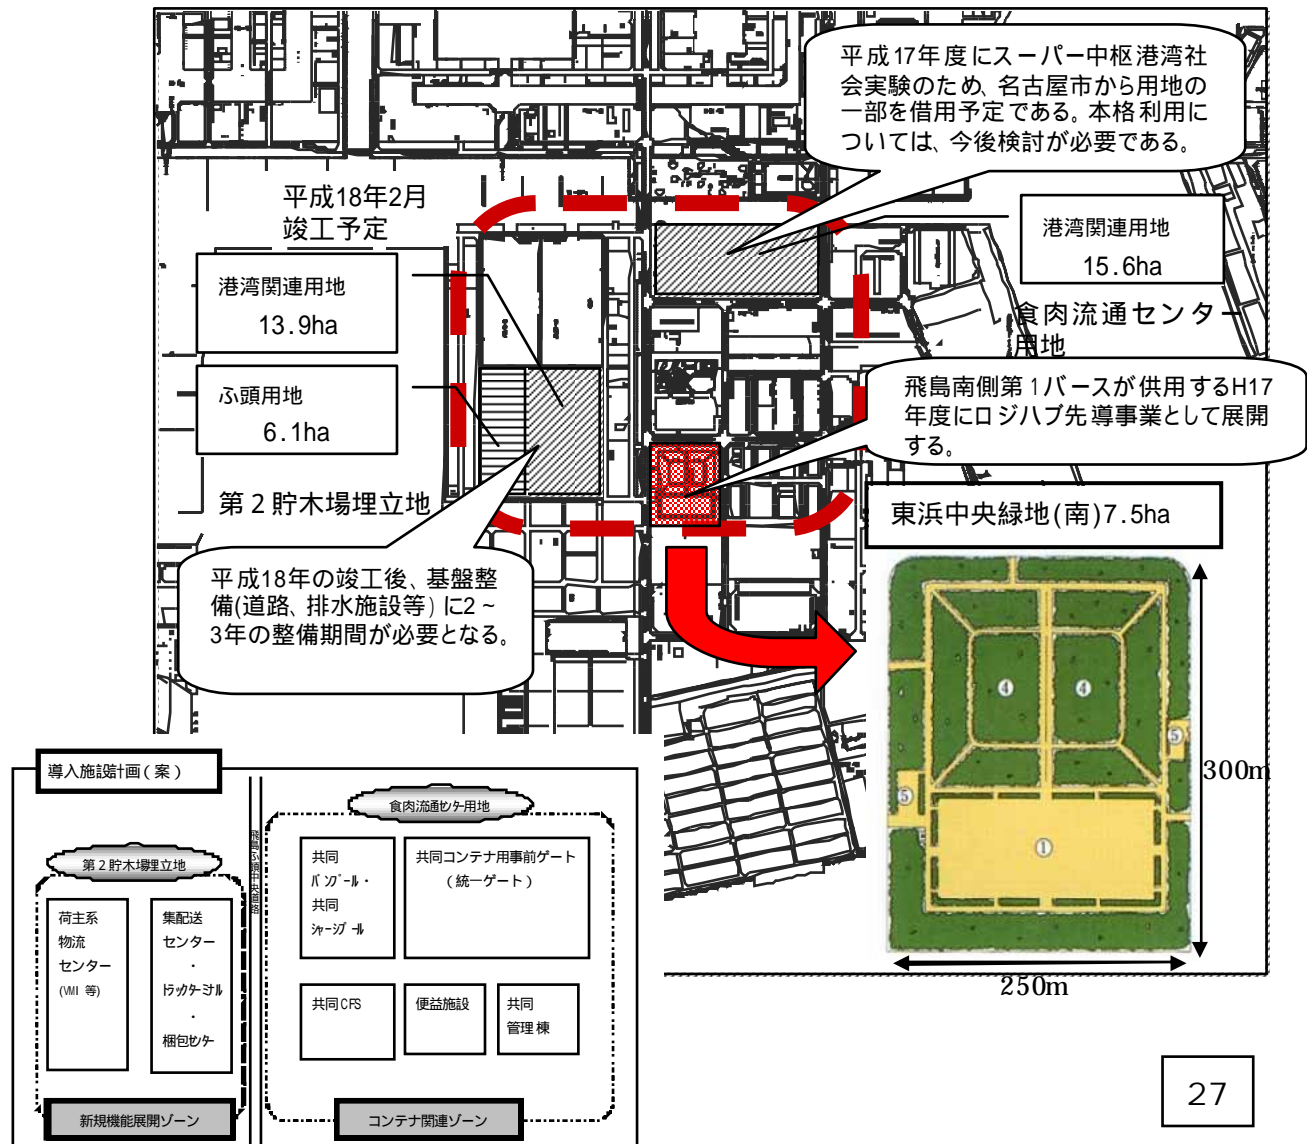 平成17年度にスーパー中枢港湾社
会実験のため、名古屋市から用地の
一部を借用予定である。本格利用に
ついては、今後検討が必要である。
平成18年2月
竣工予定
港湾関連用地
15.6ha
港湾関連用地
13.9ha
食肉流通センター
用地
ふ頭用地
6.1ha
飛島南側第1バースが供用するH17
年度にロジハブ先導事業として展開
する。
第2貯木場埋立地
東浜中央緑地(南)7.5ha
平成18年の竣工後、基盤整
備(道路、排水施設等)に2~
3年の整備期間が必要となる。
④ ④
⑤
⑤
①
300m
250m
導入施設計画(案)
食肉流通センター用地
飛島ふ頭中央道路
第2貯木場埋立地
共同
バンプール・
共同
シャーシプール
共同コンテナ用事前ゲート
(統一ゲート)
荷主系
物流
センター
(VMI 等)
集配送
センター
・
トラックターミナル
・
梱包センター
共同CFS
便益施設
共同
管理棟
新規機能展開ゾーン
コンテナ関連ゾーン
27